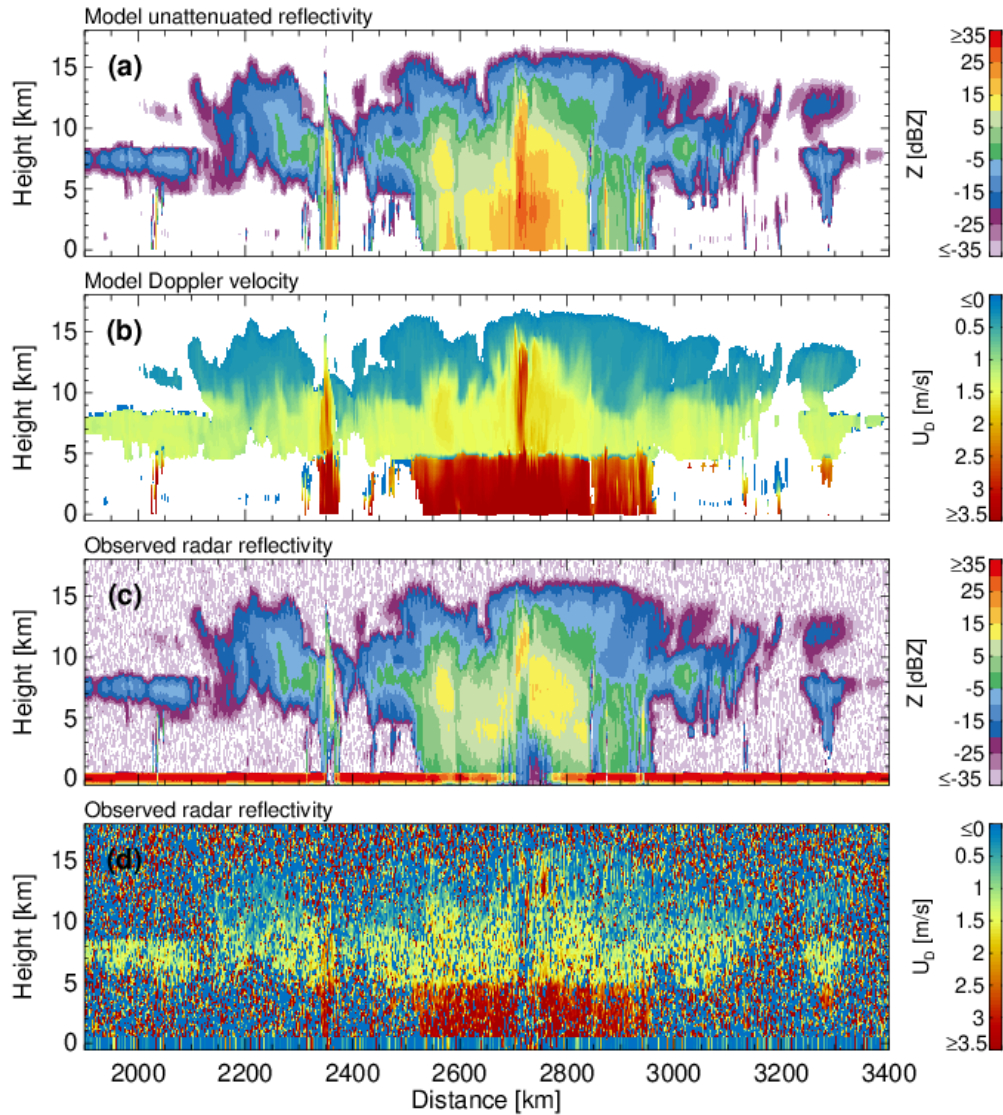 Model unattenuated reflectivity
(a)
Height [km]
15
10
5
0
Z [dBZ]
≥35
25
15
5
-5
-15
-25
≤-35
Model Doppler velocity
(b)
Height [km]
15
10
5
0
U_D [m/s]
≤0
0.5
1
1.5
2
2.5
3
≥3.5
Observed radar reflectivity
(c)
Height [km]
15
10
5
0
Z [dBZ]
≥35
25
15
5
-5
-15
-25
≤-35
Observed radar reflectivity
(d)
Height [km]
15
10
5
0
U_D [m/s]
≤0
0.5
1
1.5
2
2.5
3
≥3.5
2000 2200 2400 2600 2800 3000 3200 3400
Distance [km]